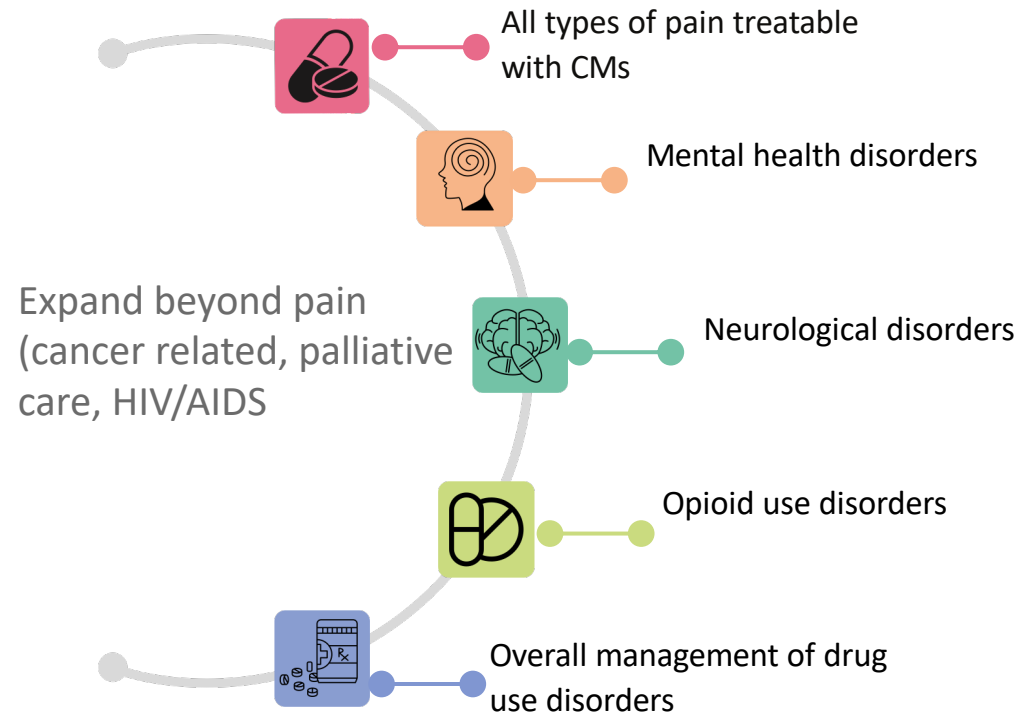 All types of pain treatable
with CMs
Mental health disorders
Expand beyond pain
(cancer related, palliative
care, HIV/AIDS
Neurological disorders
Opioid use disorders
Rx
Overall management of drug
use disorders